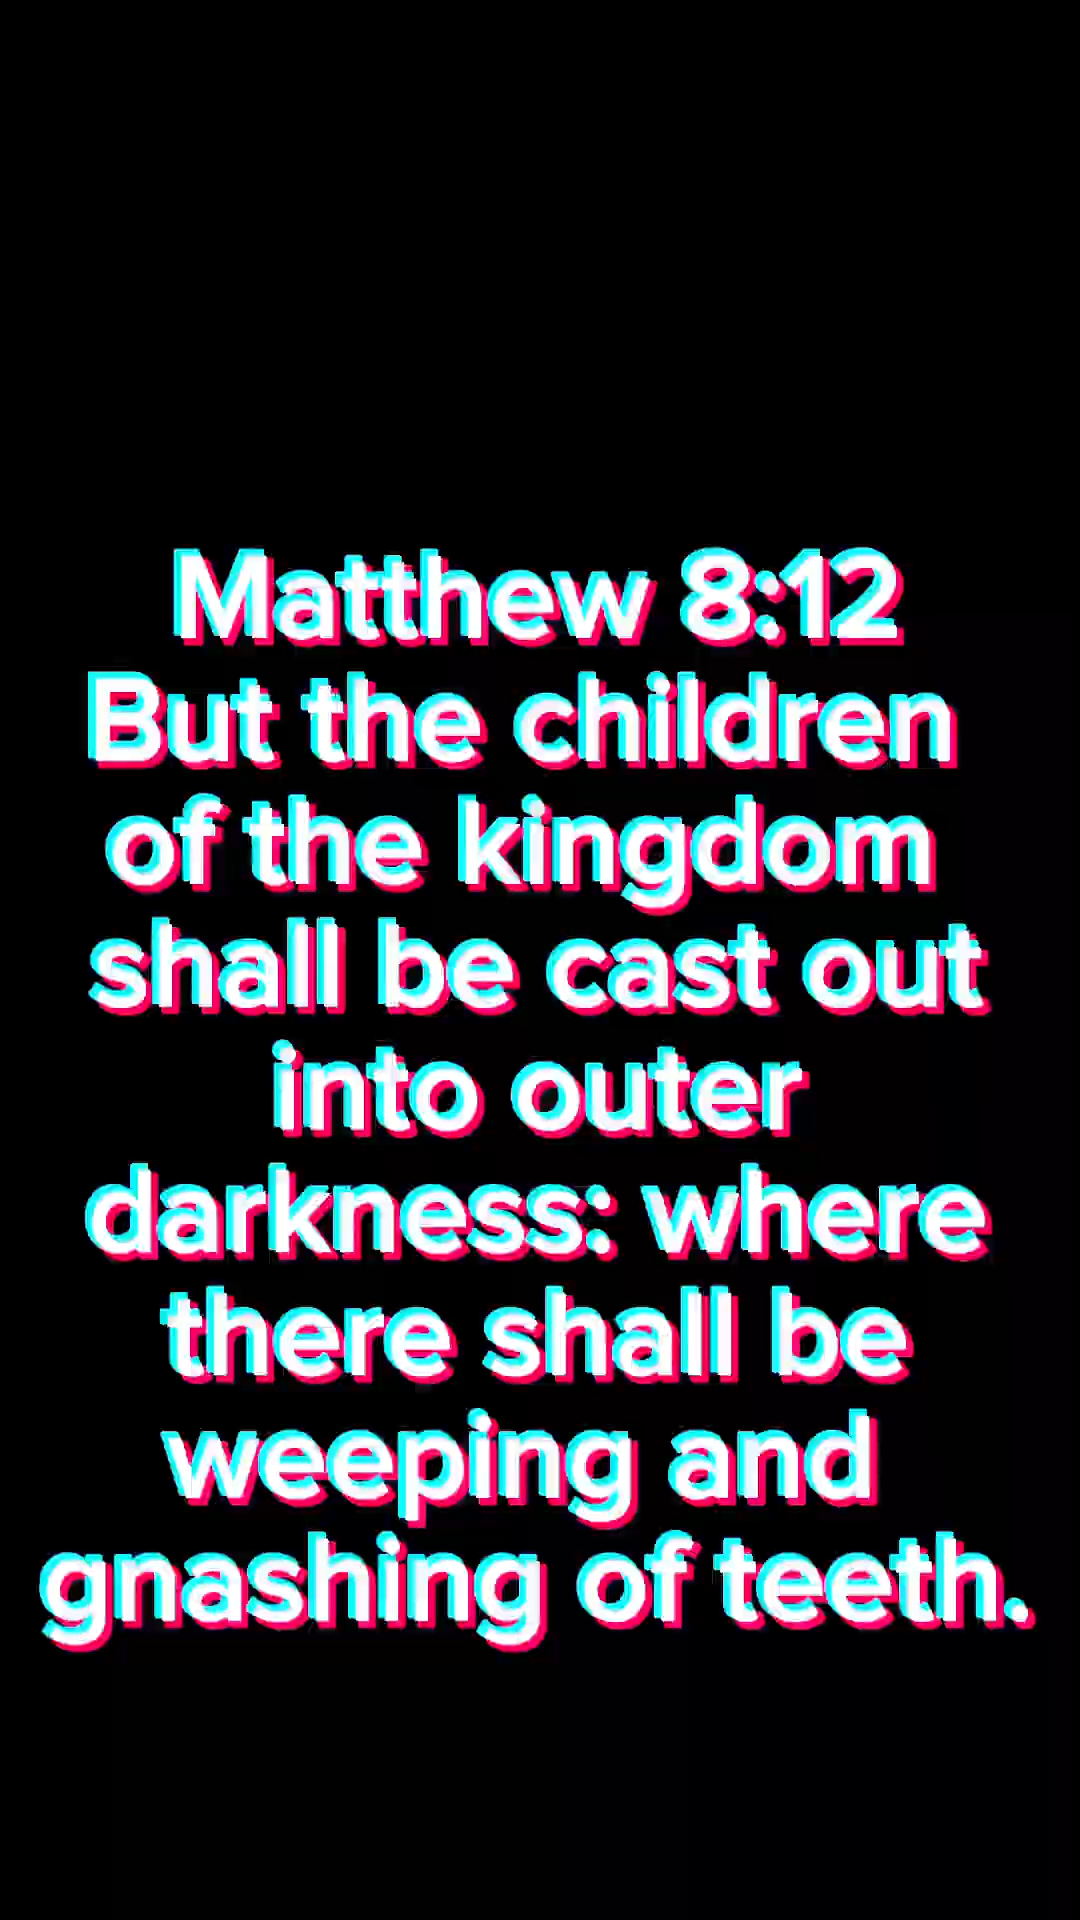 Matthew 8:12
But the children
of the kingdom
shall be cast out
into outer
darkness: where
there shall be
weeping and
gnashing of teeth.